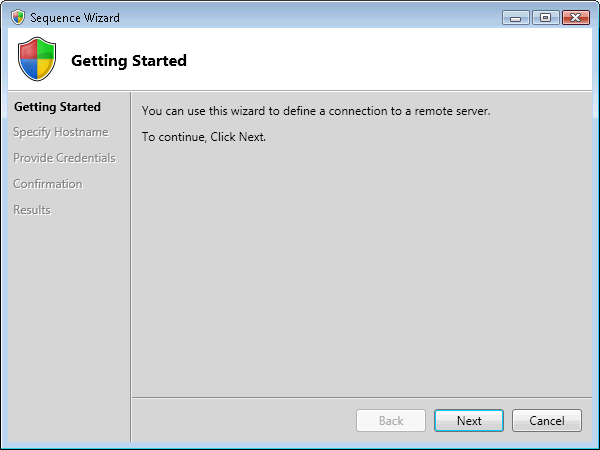 Sequence Wizard
Getting Started
Getting Started
Specify Hostname
Provide Credentials
Confirmation
Results
You can use this wizard to define a connection to a remote server.
To continue, Click Next.
Back
Next
Cancel